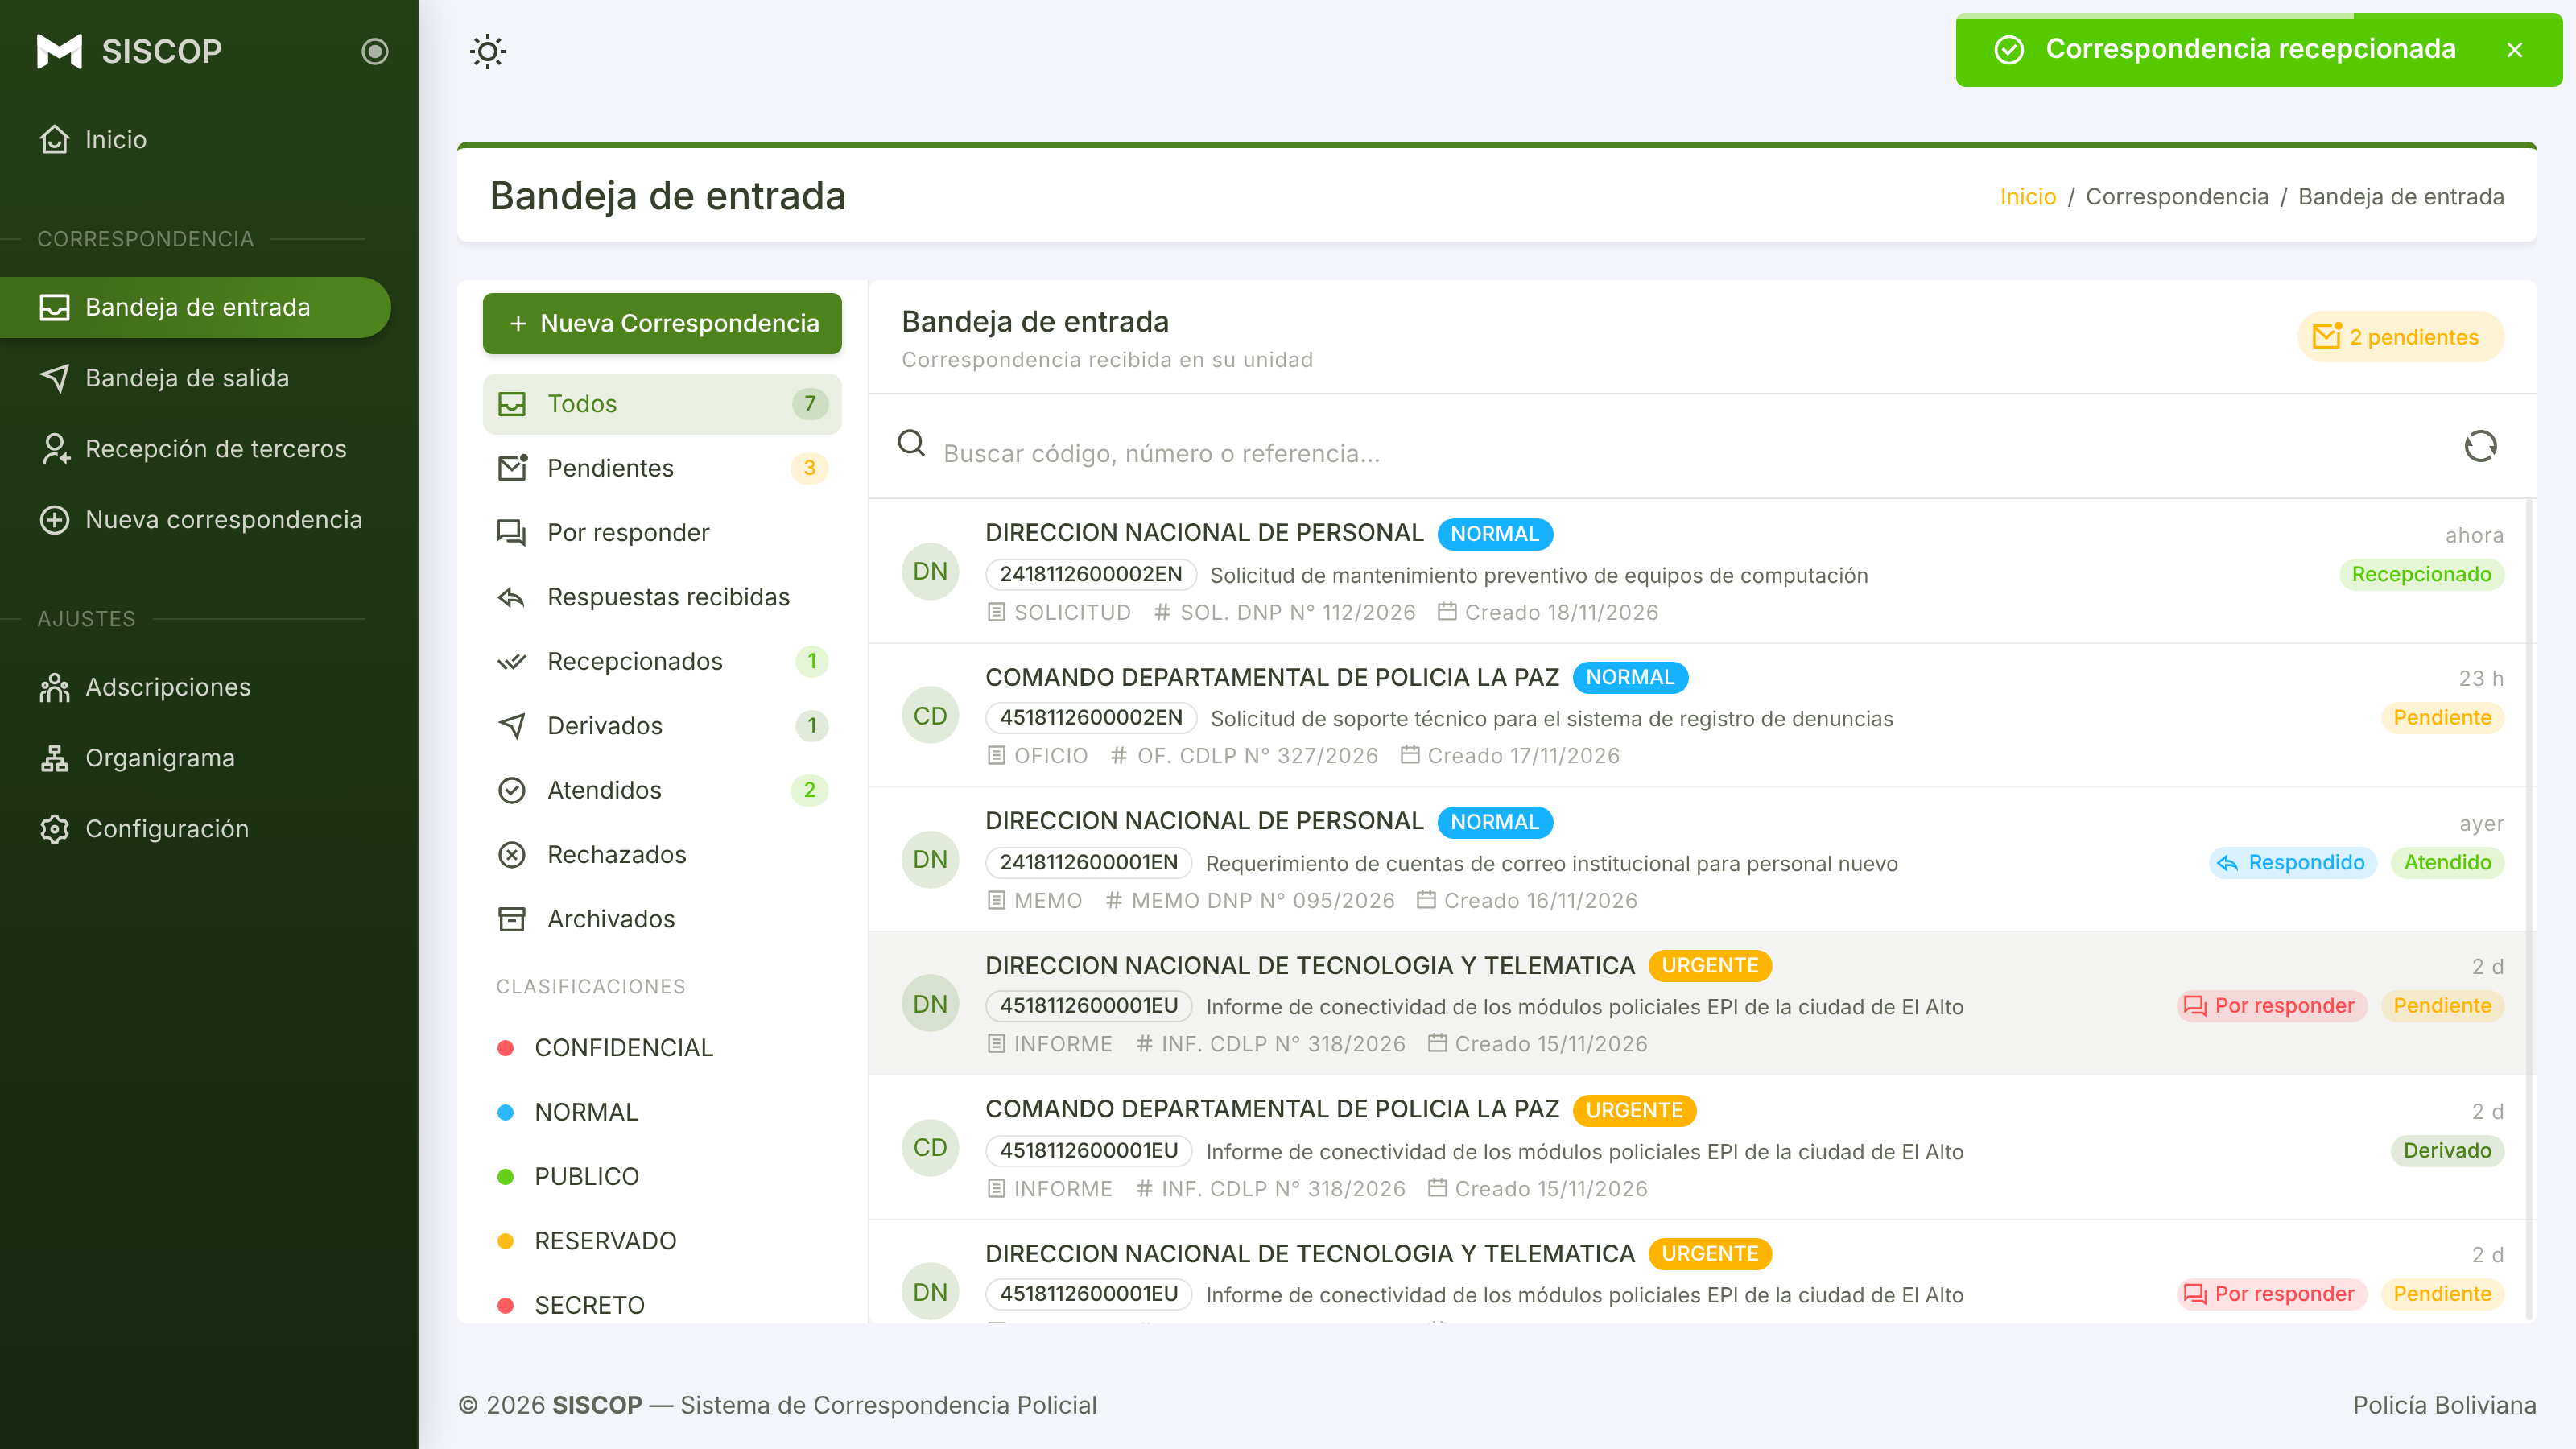 SISCOP
Inicio
CORRESPONDENCIA
Bandeja de entrada
Bandeja de salida
Recepción de terceros
Nueva correspondencia
AJUSTES
Adscripciones
Organigrama
Configuración
Correspondencia recepcionada
Bandeja de entrada
Inicio / Correspondencia / Bandeja de entrada
+ Nueva Correspondencia
Todos 7
Pendientes 3
Por responder
Respuestas recibidas
Recepcionados 1
Derivados 1
Atendidos 2
Rechazados
Archivados
CLASIFICACIONES
CONFIDENCIAL
NORMAL
PUBLICO
RESERVADO
SECRETO
Bandeja de entrada
Correspondencia recibida en su unidad
2 pendientes
Buscar código, número o referencia...
DN DIRECCION NACIONAL DE PERSONAL NORMAL ahora
2418112600002EN Solicitud de mantenimiento preventivo de equipos de computación Recepcionado
SOLICITUD # SOL. DNP N° 112/2026 Creado 18/11/2026
CD COMANDO DEPARTAMENTAL DE POLICIA LA PAZ NORMAL 23 h
4518112600002EN Solicitud de soporte técnico para el sistema de registro de denuncias Pendiente
OFICIO # OF. CDLP N° 327/2026 Creado 17/11/2026
DN DIRECCION NACIONAL DE PERSONAL NORMAL ayer
2418112600001EN Requerimiento de cuentas de correo institucional para personal nuevo Respondido Atendido
MEMO # MEMO DNP N° 095/2026 Creado 16/11/2026
DN DIRECCION NACIONAL DE TECNOLOGIA Y TELEMATICA URGENTE 2 d
4518112600001EU Informe de conectividad de los módulos policiales EPI de la ciudad de El Alto Por responder Pendiente
INFORME # INF. CDLP N° 318/2026 Creado 15/11/2026
CD COMANDO DEPARTAMENTAL DE POLICIA LA PAZ URGENTE 2 d
4518112600001EU Informe de conectividad de los módulos policiales EPI de la ciudad de El Alto Derivado
INFORME # INF. CDLP N° 318/2026 Creado 15/11/2026
DN DIRECCION NACIONAL DE TECNOLOGIA Y TELEMATICA URGENTE 2 d
4518112600001EU Informe de conectividad de los módulos policiales EPI de la ciudad de El Alto Por responder Pendiente
© 2026 SISCOP — Sistema de Correspondencia Policial
Policía Boliviana